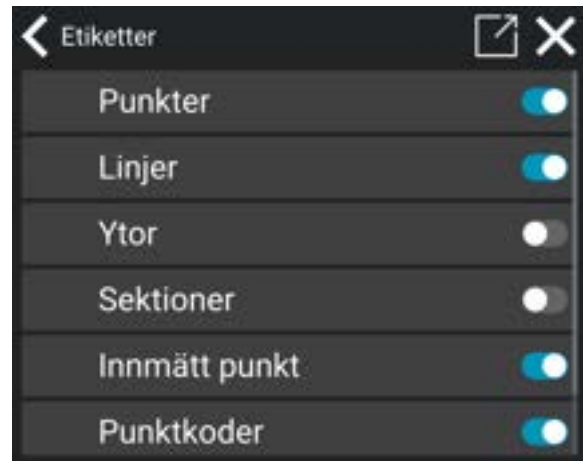 Etiketter
Punkter
Linjer
Ytor
Sektioner
Innmätt punkt
Punktkoder